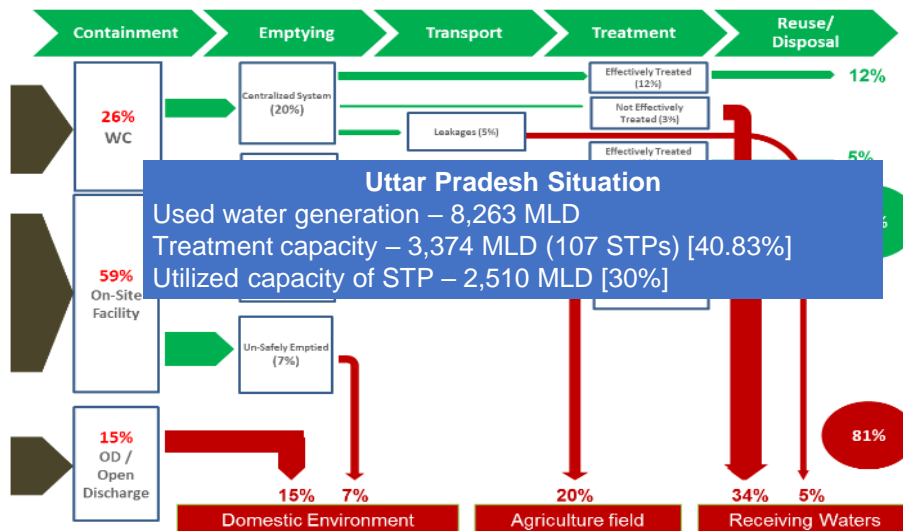 Containment
Emptying
Transport
Treatment
Reuse/
Disposal
26%
WC
Centralized System
(20%)
Effectively Treated
(12%)
12%
Not Effectively
Treated (3%)
Leakages (5%)
Effectively Treated
5%
Uttar Pradesh Situation
Used water generation – 8,263 MLD
Treatment capacity – 3,374 MLD (107 STPs) [40.83%]
Utilized capacity of STP – 2,510 MLD [30%]
59%
On-Site
Facility
Un-Safely Emptied
(7%)
15%
OD /
Open
Discharge
81%
15%
7%
20%
34%
5%
Domestic Environment
Agriculture field
Receiving Waters